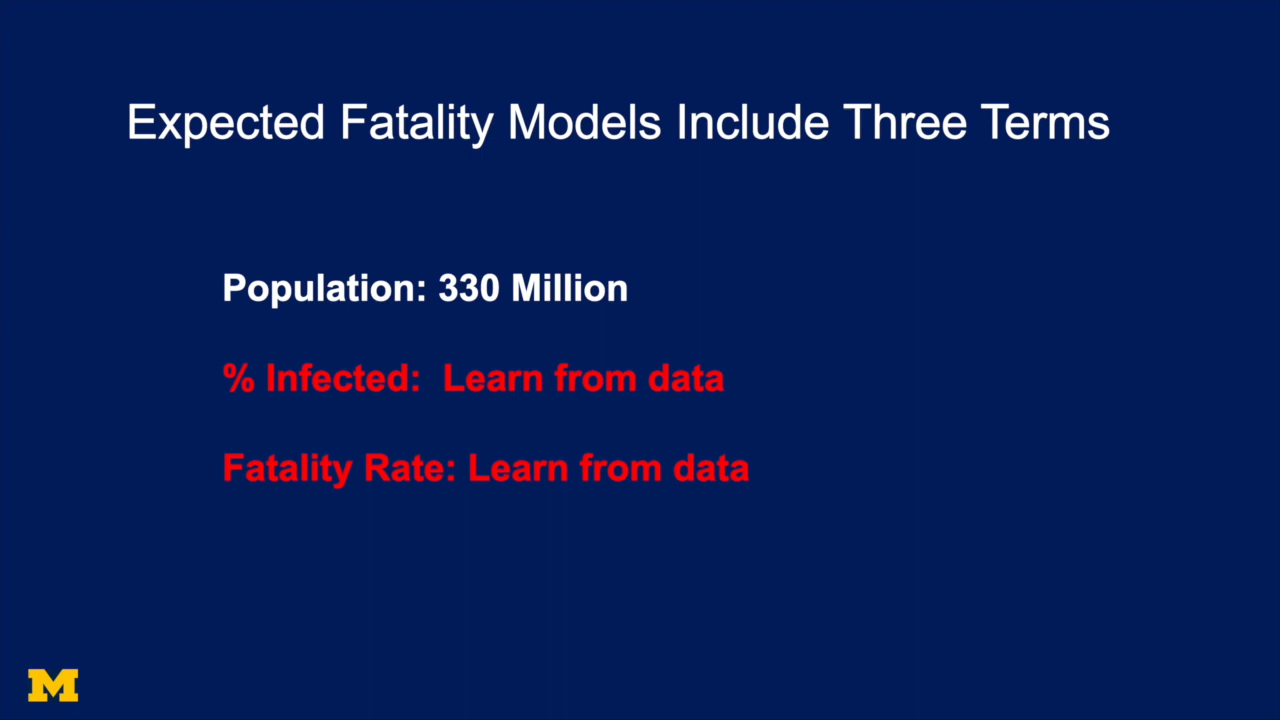 Expected Fatality Models Include Three Terms
Population: 330 Million
% Infected: Learn from data
Fatality Rate: Learn from data
M